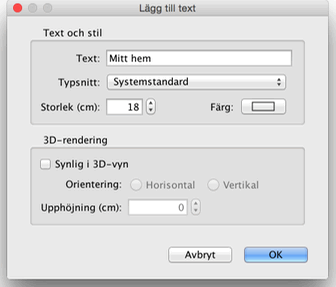 Lägg till text
Text och stil
Text: Mitt hem
Typsnitt: Systemstandard
Storlek (cm): 18 Färg:
3D-rendering
Synlig i 3D-vyn
Orientering: Horisontal Vertikal
Upphöjning (cm): 0
Avbryt OK